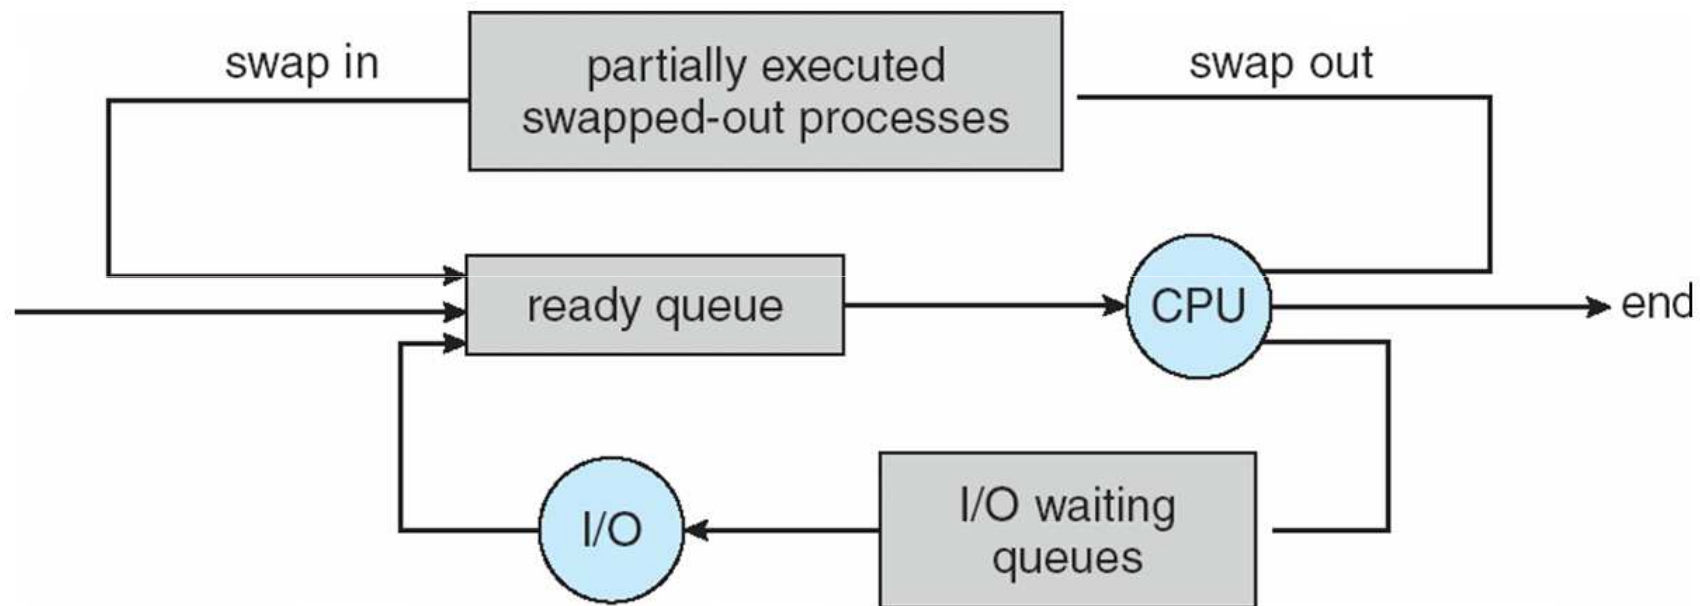 swap in
partially executed
swapped-out processes
swap out
ready queue
CPU
end
I/O
I/O waiting
queues